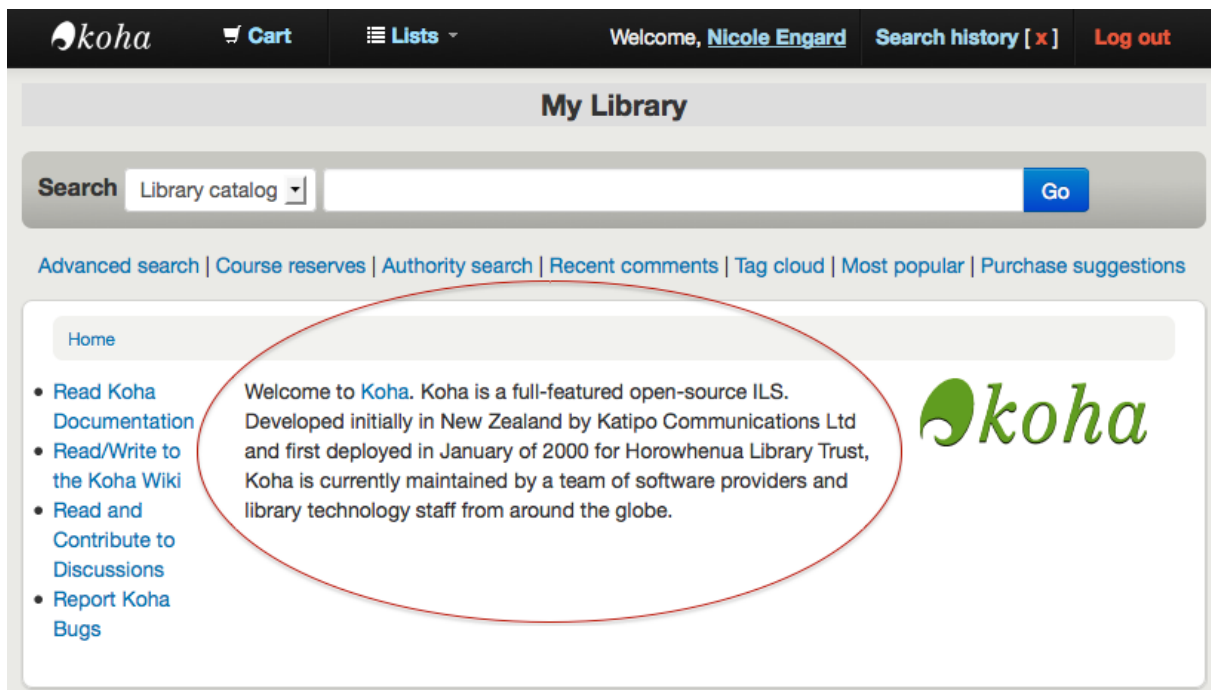 koha Cart Lists Welcome, Nicole Engard Search history [ x ] Log out
My Library
Search Library catalog Go
Advanced search | Course reserves | Authority search | Recent comments | Tag cloud | Most popular | Purchase suggestions
Home
Read Koha
Documentation
Read/Write to
the Koha Wiki
Read and
Contribute to
Discussions
Report Koha
Bugs
Welcome to Koha. Koha is a full-featured open-source ILS.
Developed initially in New Zealand by Katipo Communications Ltd
and first deployed in January of 2000 for Horowhenua Library Trust,
Koha is currently maintained by a team of software providers and
library technology staff from around the globe.
koha